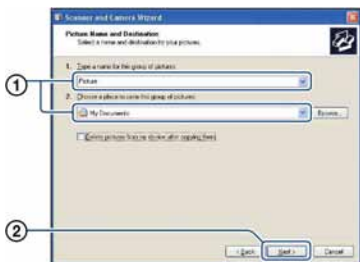 Scanner and Camera Wizard
Picture Name and Destination
Select a name and destination for your pictures.
1. Type a name for this group of pictures:
Picture
2. Choose a place to save this group of pictures:
My Documents
Browse...
Delete pictures from my device after copying them
1
2
< Back
Next >
Cancel